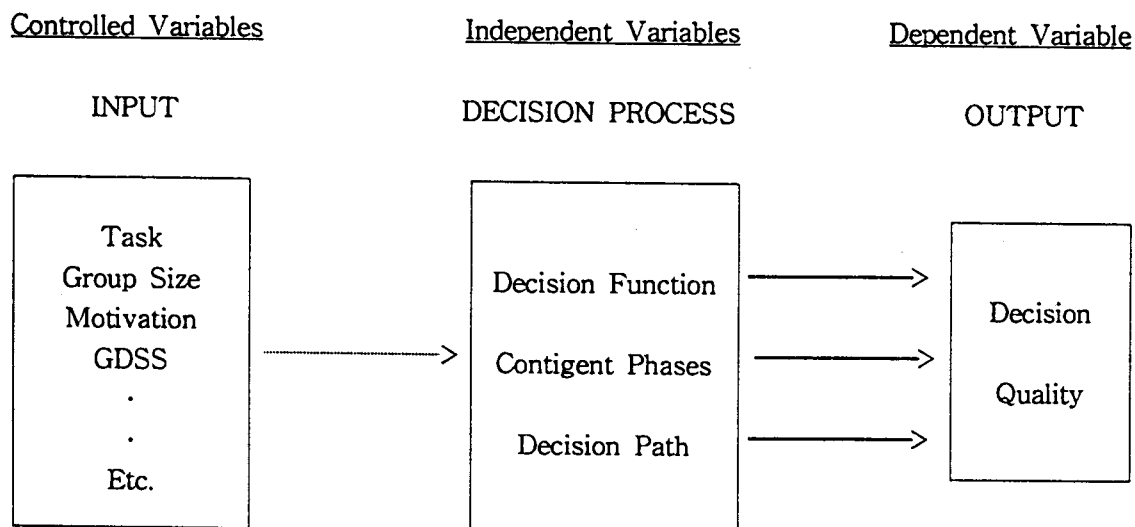 Controlled Variables
Independent Variables
Dependent Variable
INPUT
DECISION PROCESS
OUTPUT
Task
Group Size
Motivation
GDSS
.
.
Etc.
Decision Function
Contigent Phases
Decision Path
Decision
Quality